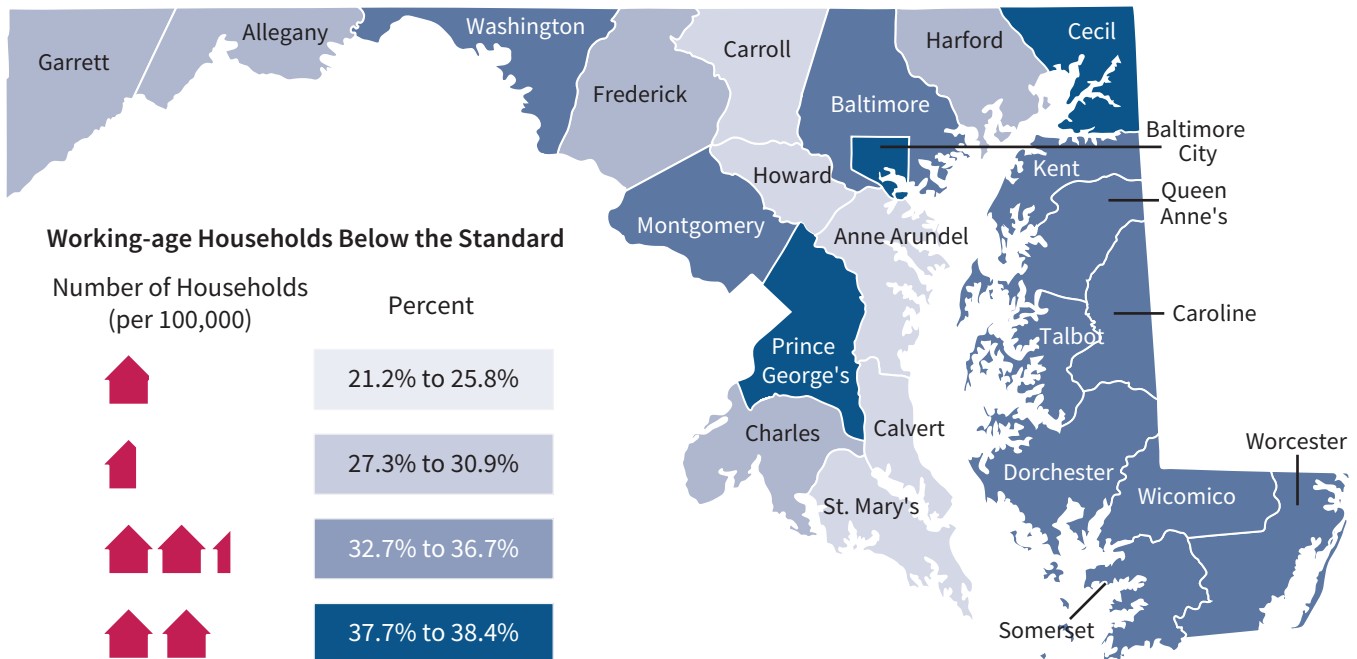 Garrett
Allegany
Washington
Frederick
Carroll
Baltimore
Harford
Cecil
Baltimore
City
Kent
Queen
Anne's
Howard
Montgomery
Anne Arundel
Caroline
Talbot
Prince
George's
Charles
Calvert
St. Mary's
Dorchester
Wicomico
Worcester
Somerset
Working-age Households Below the Standard
Number of Households
(per 100,000)
Percent
21.2% to 25.8%
27.3% to 30.9%
32.7% to 36.7%
37.7% to 38.4%